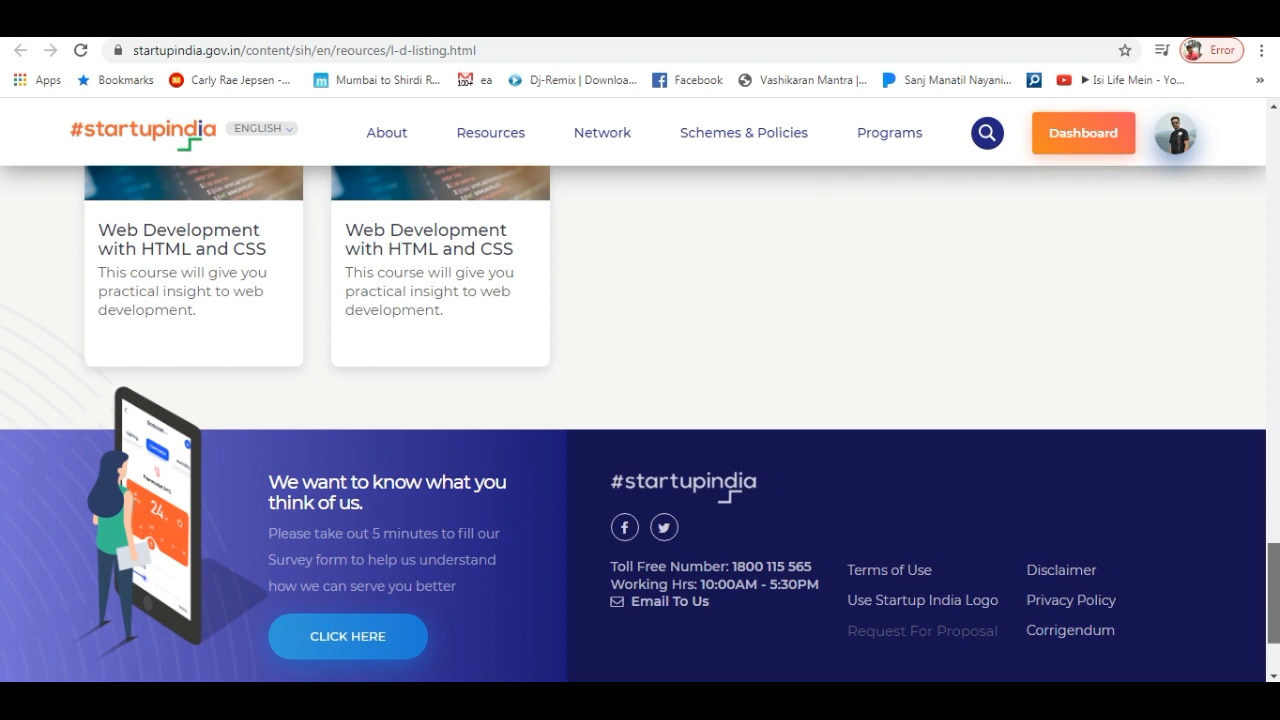 startupindia.gov.in/content/sih/en/reources/l-d-listing.html
Error
Apps
Bookmarks
Carly Rae Jepsen -...
Mumbai to Shirdi R...
100+
ea
Dj-Remix | Downloa...
Facebook
Vashikaran Mantra |...
Sanj Manatil Nayani...
► Isi Life Mein - Yo...
»
#startupindia
ENGLISH
About
Resources
Network
Schemes & Policies
Programs
Dashboard
Web Development
with HTML and CSS
This course will give you
practical insight to web
development.
Web Development
with HTML and CSS
This course will give you
practical insight to web
development.
24
We want to know what you
think of us.
Please take out 5 minutes to fill our
Survey form to help us understand
how we can serve you better
CLICK HERE
#startupindia
Toll Free Number: 1800 115 565
Working Hrs: 10:00AM - 5:30PM
Email To Us
Terms of Use
Use Startup India Logo
Request For Proposal
Disclaimer
Privacy Policy
Corrigendum